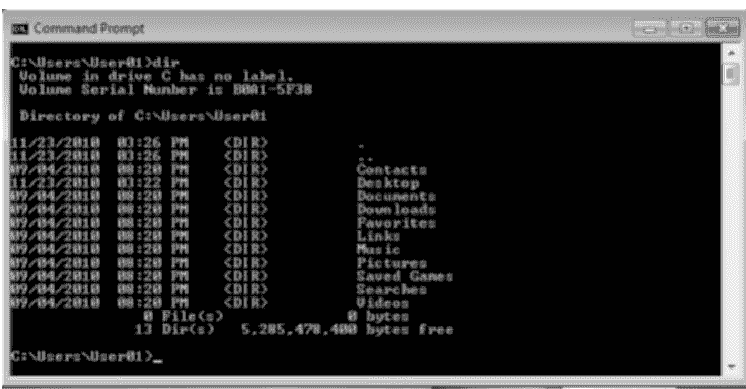 Command Prompt
C:\Users\User01>dir
Volume in drive C has no label.
Volume Serial Number is B0A1-5F38
Directory of C:\Users\User01
11/23/2010 03:26 PM <DIR> .
11/23/2010 03:26 PM <DIR> ..
09/04/2010 08:20 PM <DIR> Contacts
11/23/2010 03:22 PM <DIR> Desktop
09/04/2010 08:20 PM <DIR> Documents
09/04/2010 08:20 PM <DIR> Downloads
09/04/2010 08:20 PM <DIR> Favorites
09/04/2010 08:20 PM <DIR> Links
09/04/2010 08:20 PM <DIR> Music
09/04/2010 08:20 PM <DIR> Pictures
09/04/2010 08:20 PM <DIR> Saved Games
09/04/2010 08:20 PM <DIR> Searches
09/04/2010 08:20 PM <DIR> Videos
0 File(s) 0 bytes
13 Dir(s) 5,285,478,400 bytes free
C:\Users\User01>_